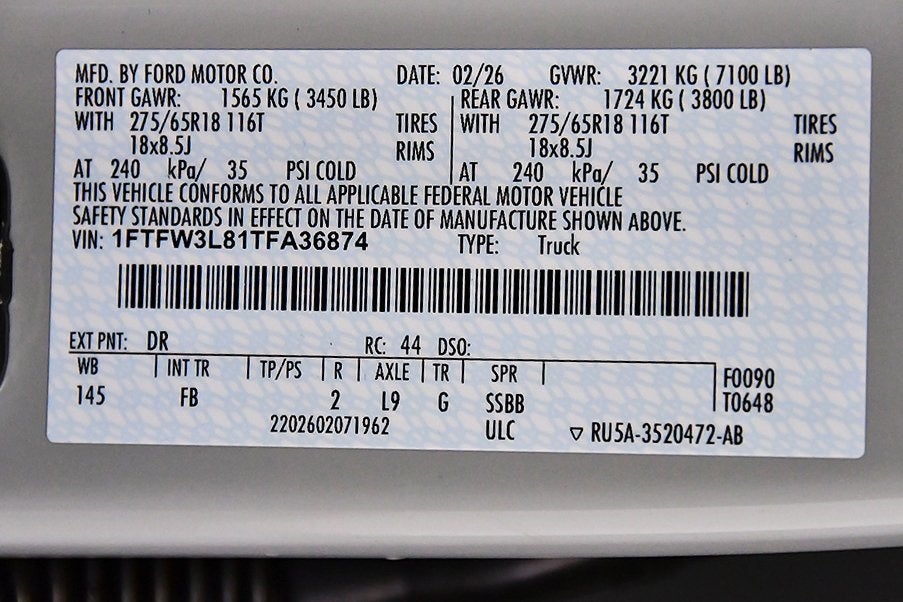 MFD. BY FORD MOTOR CO. DATE: 02/26 GVWR: 3221 KG ( 7100 LB)
FRONT GAWR: 1565 KG ( 3450 LB) REAR GAWR: 1724 KG ( 3800 LB)
WITH 275/65R18 116T TIRES WITH 275/65R18 116T TIRES
18x8.5J RIMS 18x8.5J RIMS
AT 240 kPa/ 35 PSI COLD AT 240 kPa/ 35 PSI COLD
THIS VEHICLE CONFORMS TO ALL APPLICABLE FEDERAL MOTOR VEHICLE
SAFETY STANDARDS IN EFFECT ON THE DATE OF MANUFACTURE SHOWN ABOVE.
VIN: 1FTFW3L81TFA36874 TYPE: Truck
EXT PNT: DR RC: 44 DSO:
WB INT TR TP/PS R AXLE TR SPR F0090
145 FB 2 L9 G SSBB T0648
2202602071962 ULC ▽ RU5A-3520472-AB